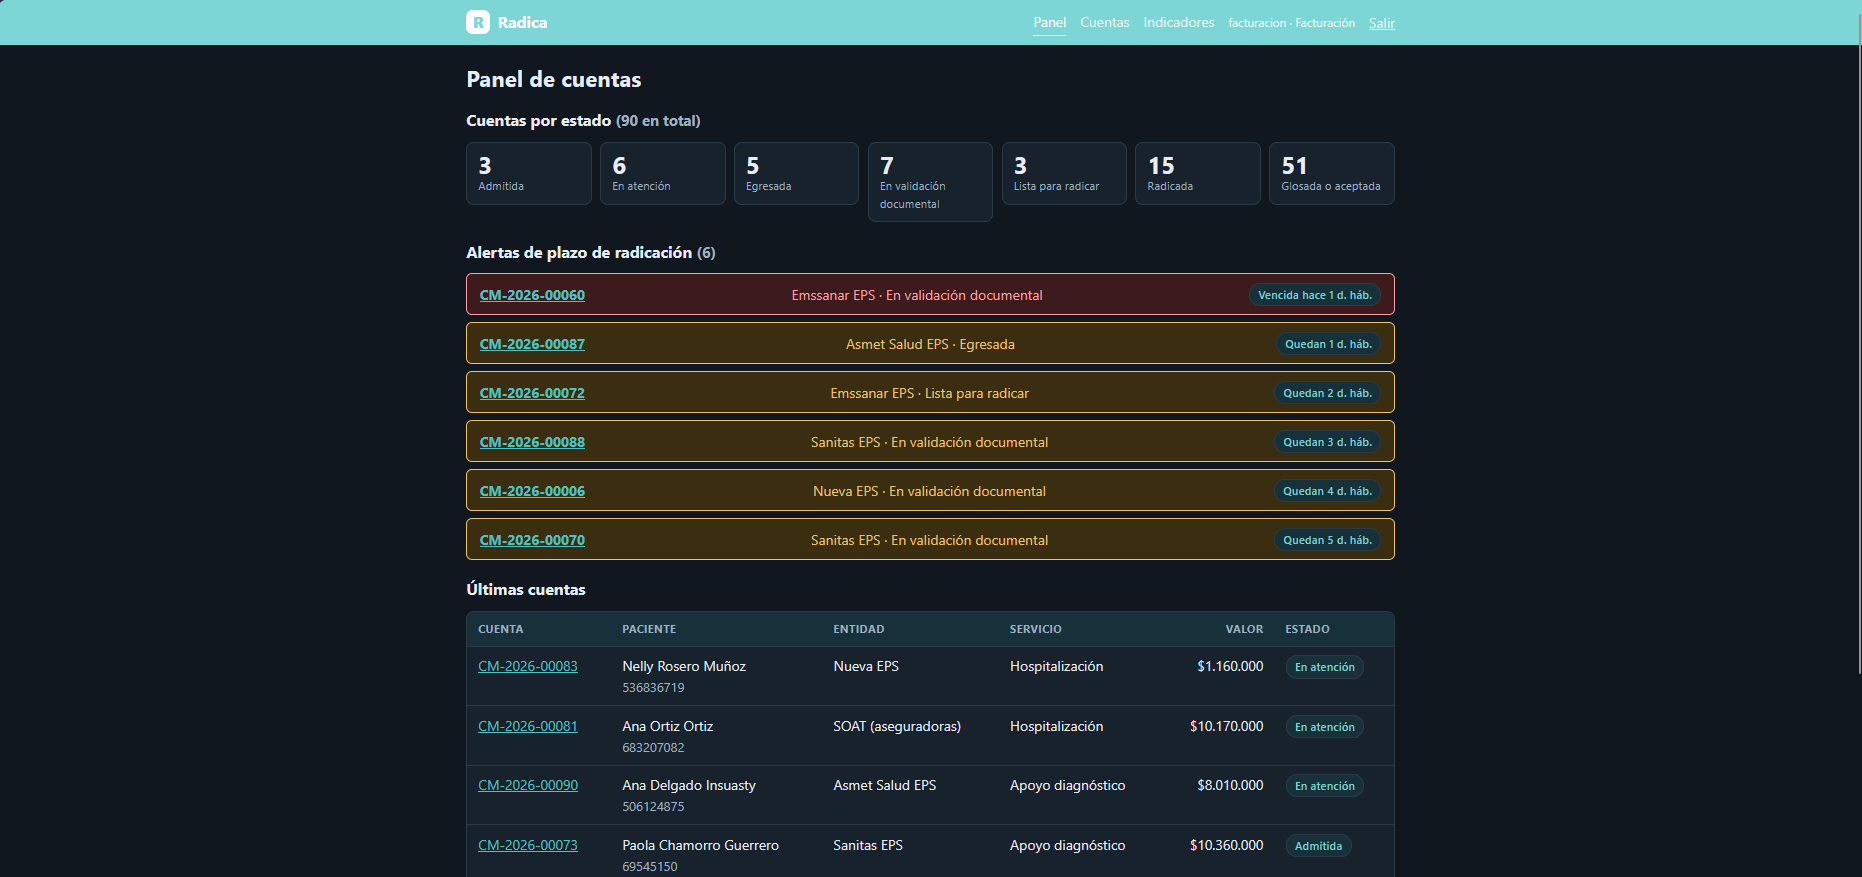 R Radica
Panel Cuentas Indicadores facturacion · Facturación Salir
Panel de cuentas
Cuentas por estado (90 en total)
3
Admitida
6
En atención
5
Egresada
7
En validación
documental
3
Lista para radicar
15
Radicada
51
Glosada o aceptada
Alertas de plazo de radicación (6)
CM-2026-00060 Emssanar EPS · En validación documental Vencida hace 1 d. háb.
CM-2026-00087 Asmet Salud EPS · Egresada Quedan 1 d. háb.
CM-2026-00072 Emssanar EPS · Lista para radicar Quedan 2 d. háb.
CM-2026-00088 Sanitas EPS · En validación documental Quedan 3 d. háb.
CM-2026-00006 Nueva EPS · En validación documental Quedan 4 d. háb.
CM-2026-00070 Sanitas EPS · En validación documental Quedan 5 d. háb.
Últimas cuentas
CUENTA PACIENTE ENTIDAD SERVICIO VALOR ESTADO
CM-2026-00083 Nelly Rosero Muñoz Nueva EPS Hospitalización $1.160.000 En atención
536836719
CM-2026-00081 Ana Ortiz Ortiz SOAT (aseguradoras) Hospitalización $10.170.000 En atención
683207082
CM-2026-00090 Ana Delgado Insuasty Asmet Salud EPS Apoyo diagnóstico $8.010.000 En atención
506124875
CM-2026-00073 Paola Chamorro Guerrero Sanitas EPS Apoyo diagnóstico $10.360.000 Admitida
69545150